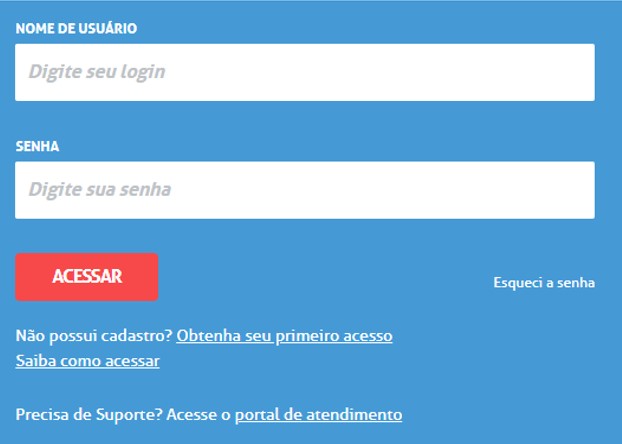 NOME DE USUÁRIO
Digite seu login
SENHA
Digite sua senha
ACESSAR
Esqueci a senha
Não possui cadastro? Obtenha seu primeiro acesso
Saiba como acessar
Precisa de Suporte? Acesse o portal de atendimento